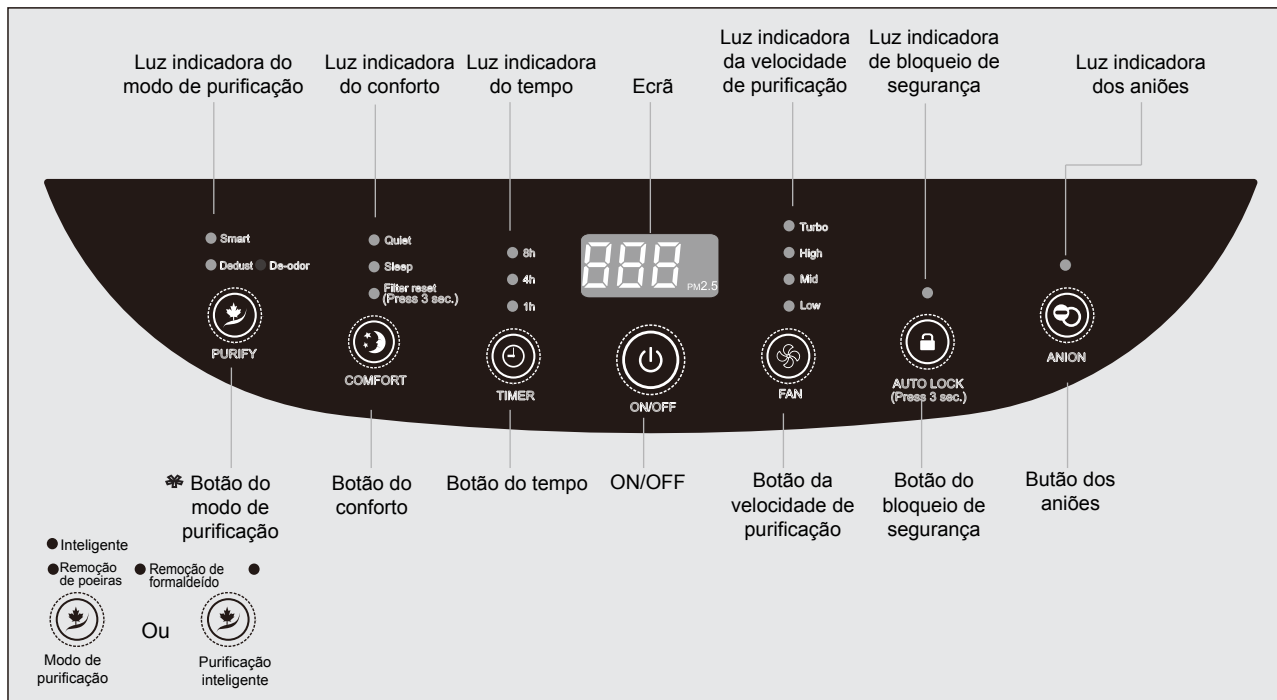 Luz indicadora do
modo de purificação
Luz indicadora
do conforto
Luz indicadora
do tempo
Ecrã
Luz indicadora
da velocidade
de purificação
Luz indicadora
de bloqueio de
segurança
Luz indicadora
dos aniões
Smart
Dedust De-odor
PURIFY
Quiet
Sleep
Filter reset
(Press 3 sec.)
COMFORT
8h
4h
1h
TIMER
888
PM2.5
ON/OFF
Turbo
High
Mid
Low
FAN
AUTO LOCK
(Press 3 sec.)
ANION
Botão do
modo de
purificação
Botão do
conforto
Botão do tempo
ON/OFF
Botão da
velocidade de
purificação
Botão do
bloqueio de
segurança
Butão dos
aniões
Inteligente
Remoção
de poeiras
Remoção de
formaldeído
Modo de
purificação
Ou
Purificação
inteligente